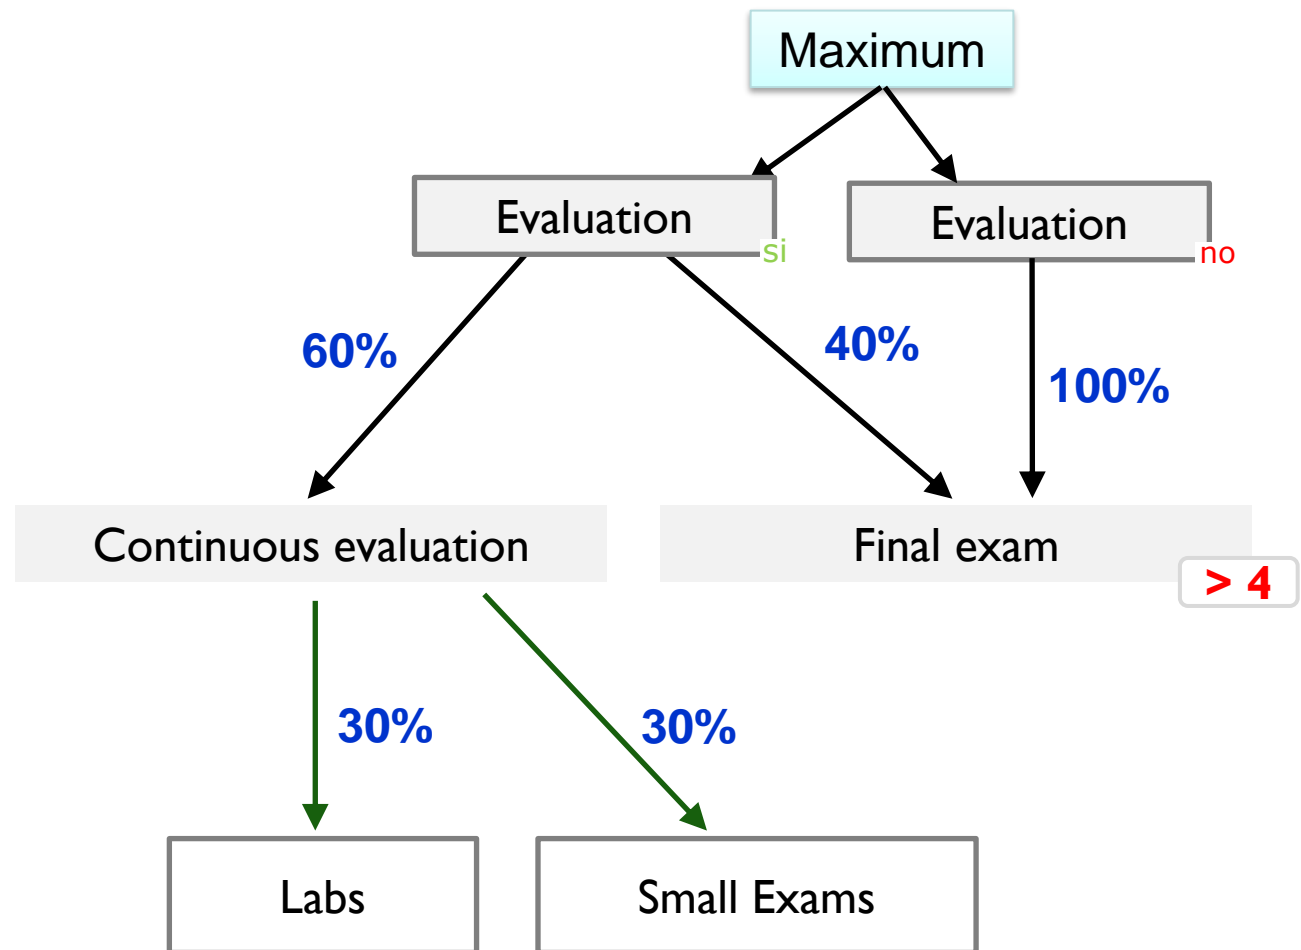 Maximum
Evaluation
si
Evaluation
no
60%
40%
100%
Continuous evaluation
Final exam
> 4
30%
30%
Labs
Small Exams